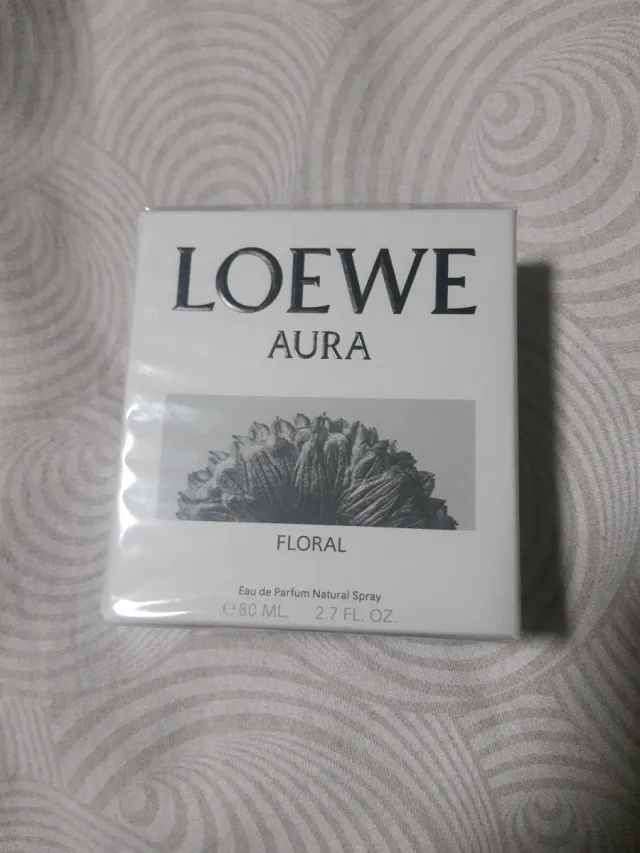 LOEWE
AURA
FLORAL
Eau de Parfum Natural Spray
℮ 80 ML. 2.7 FL. OZ.